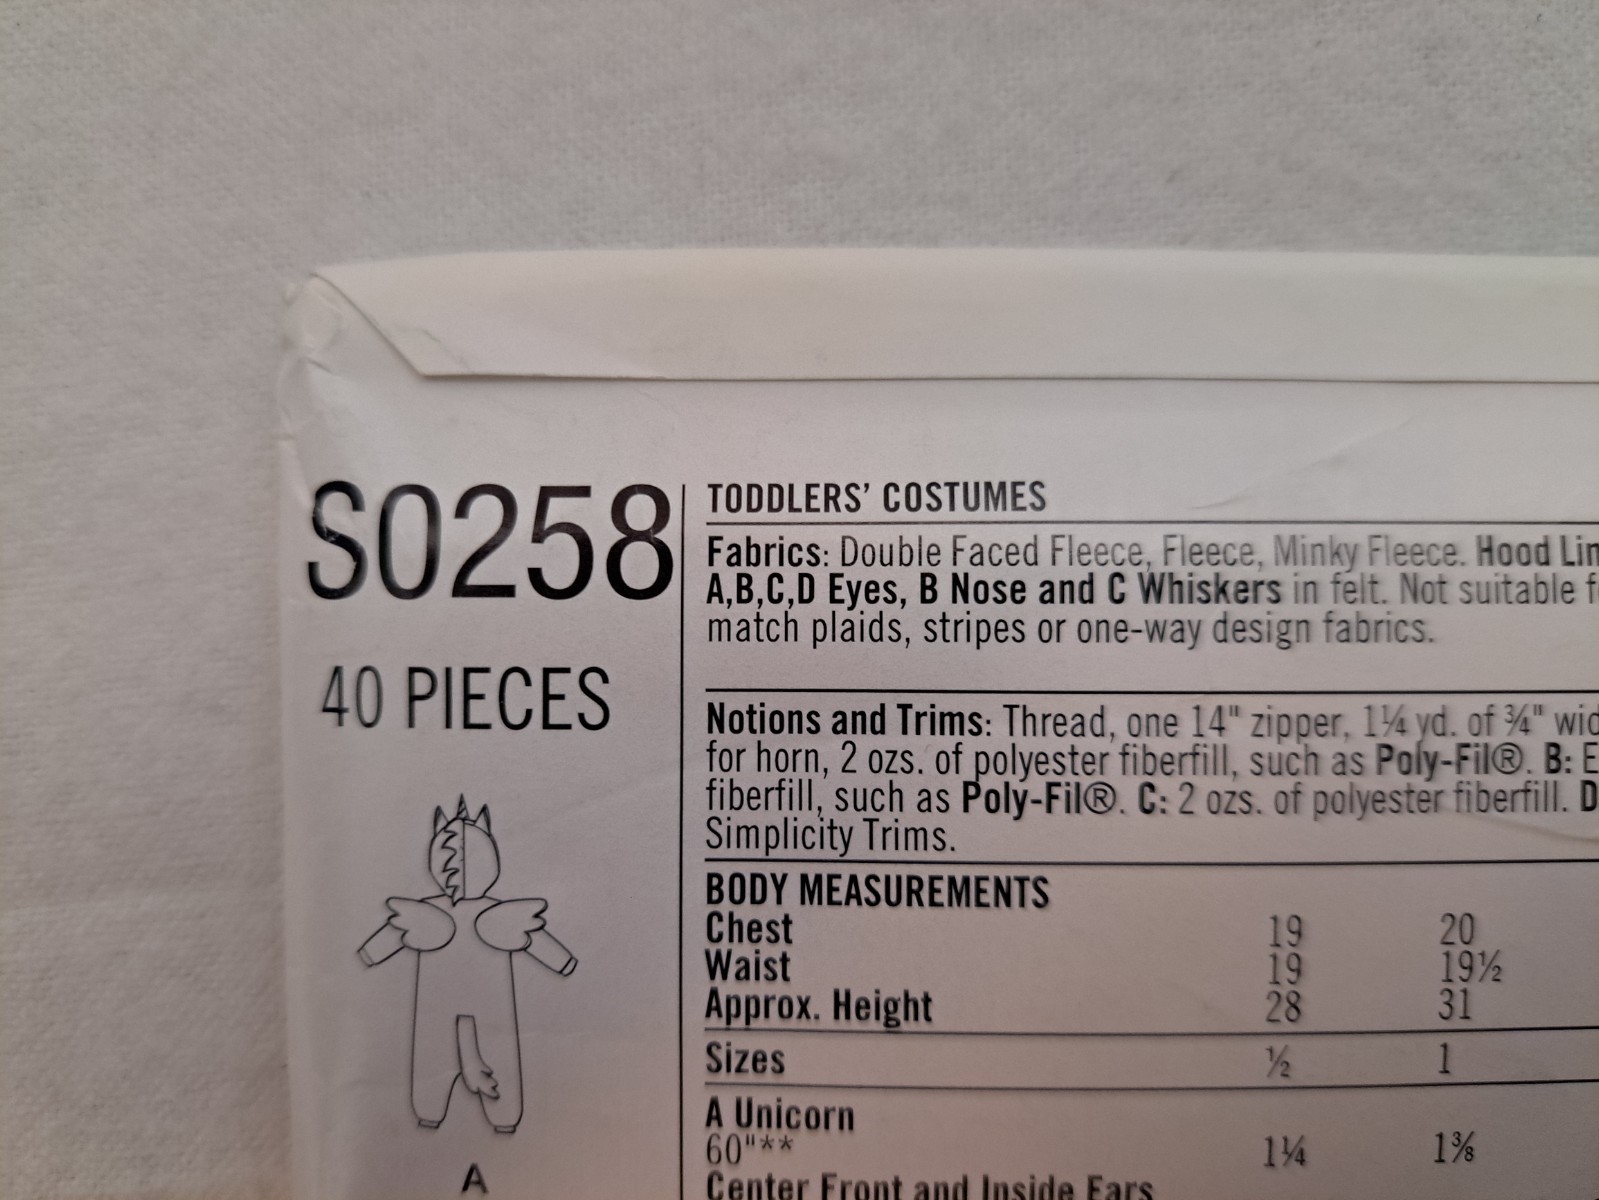 S0258
40 PIECES
A
TODDLERS' COSTUMES
Fabrics: Double Faced Fleece, Fleece, Minky Fleece. Hood
A,B,C,D Eyes, B Nose and C Whiskers in felt. Not suitable
match plaids, stripes or one-way design fabrics.
Notions and Trims: Thread, one 14" zipper, 1¼ yd. of ¾"
for horn, 2 ozs. of polyester fiberfill, such as Poly-Fil®. B:
fiberfill, such as Poly-Fil®. C: 2 ozs. of polyester fiberfill. D
Simplicity Trims.
BODY MEASUREMENTS
Chest 19 20
Waist 19 19½
Approx. Height 28 31
Sizes ½ 1
A Unicorn
60"** 1¼ 1⅜
Center Front and Inside Ears